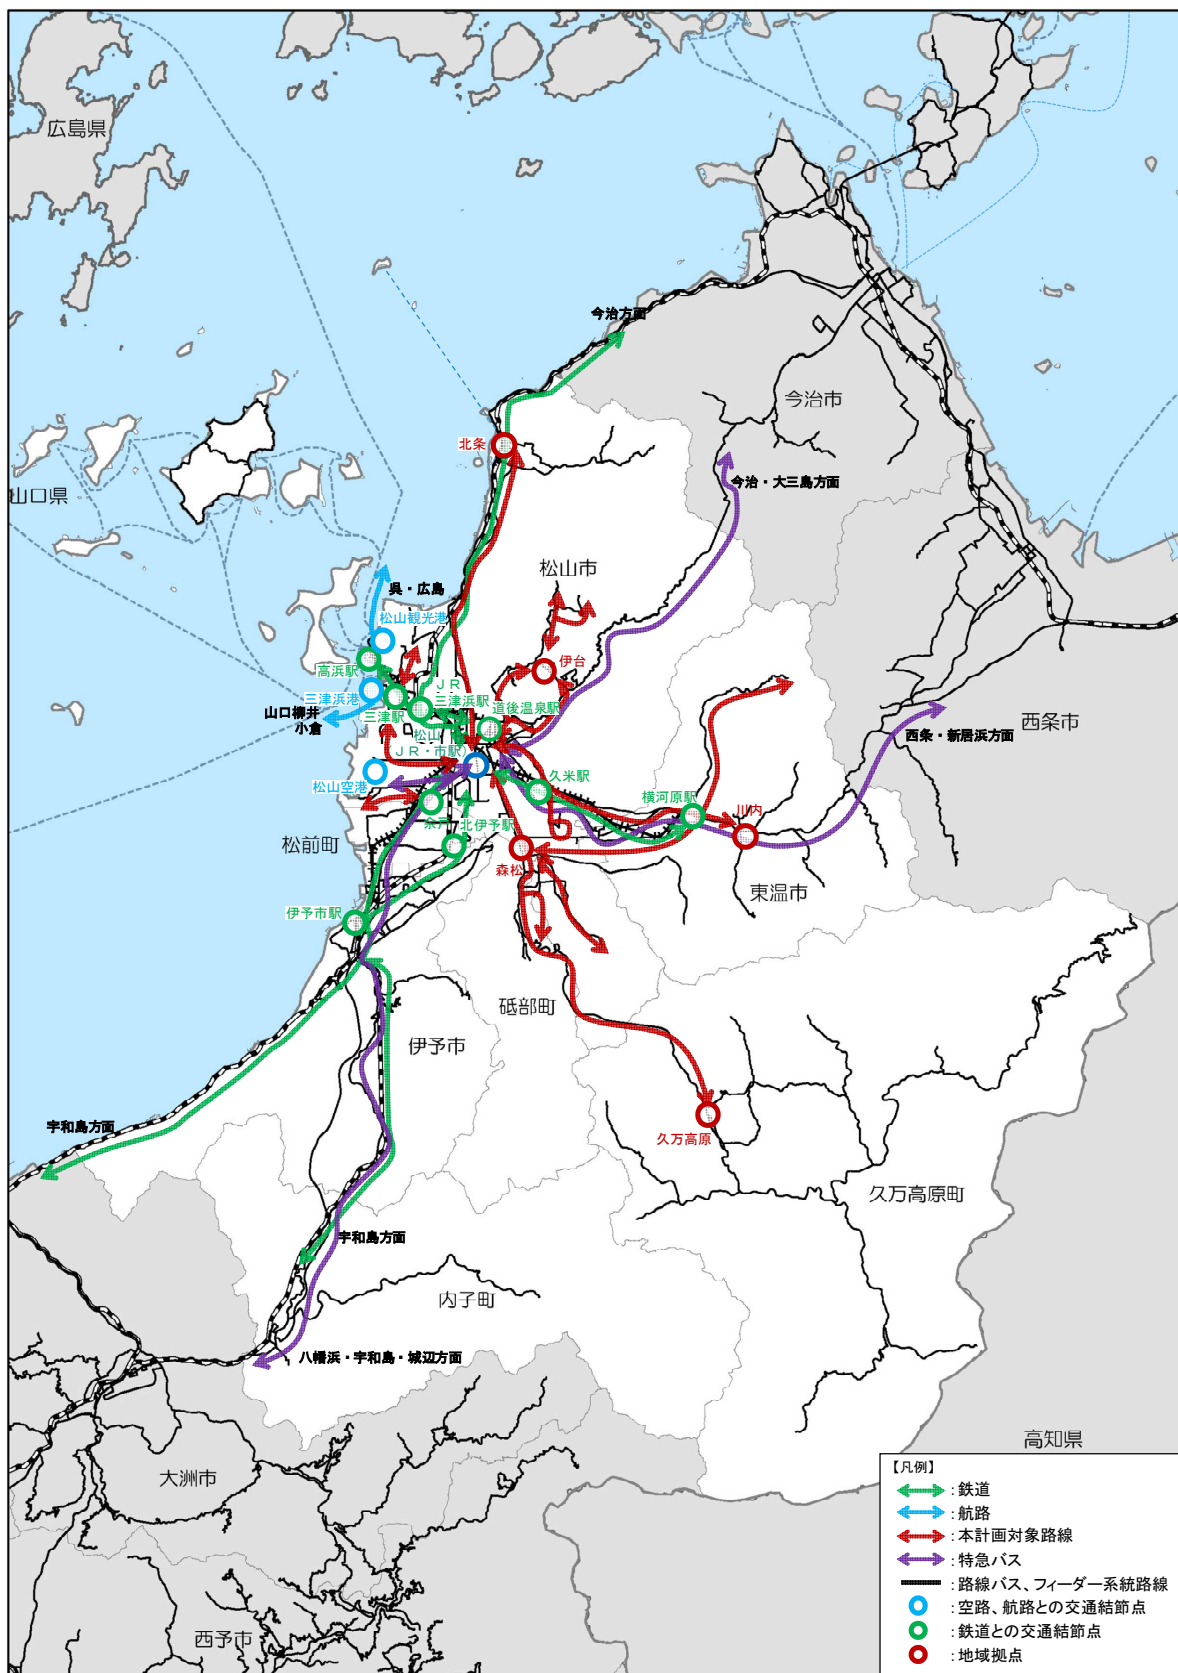 広島県
今治方面
今治市
北条
今治・大三島方面
山口県
松山市
呉・広島
松山観光港
高浜駅
伊台
ＪＲ
三津浜駅
三津浜港
三津駅
道後温泉駅
山口柳井
小倉
松山
ＪＲ・市駅）
西条市
西条・新居浜方面
松山空港
久米駅
横河原駅
川内
余戸
北伊予駅
松前町
森松
東温市
伊予市駅
砥部町
伊予市
宇和島方面
久万高原
久万高原町
宇和島方面
内子町
八幡浜・宇和島・城辺方面
高知県
大洲市
西予市
【凡例】
：鉄道
：航路
：本計画対象路線
：特急バス
：路線バス、フィーダー系統路線
：空路、航路との交通結節点
：鉄道との交通結節点
：地域拠点